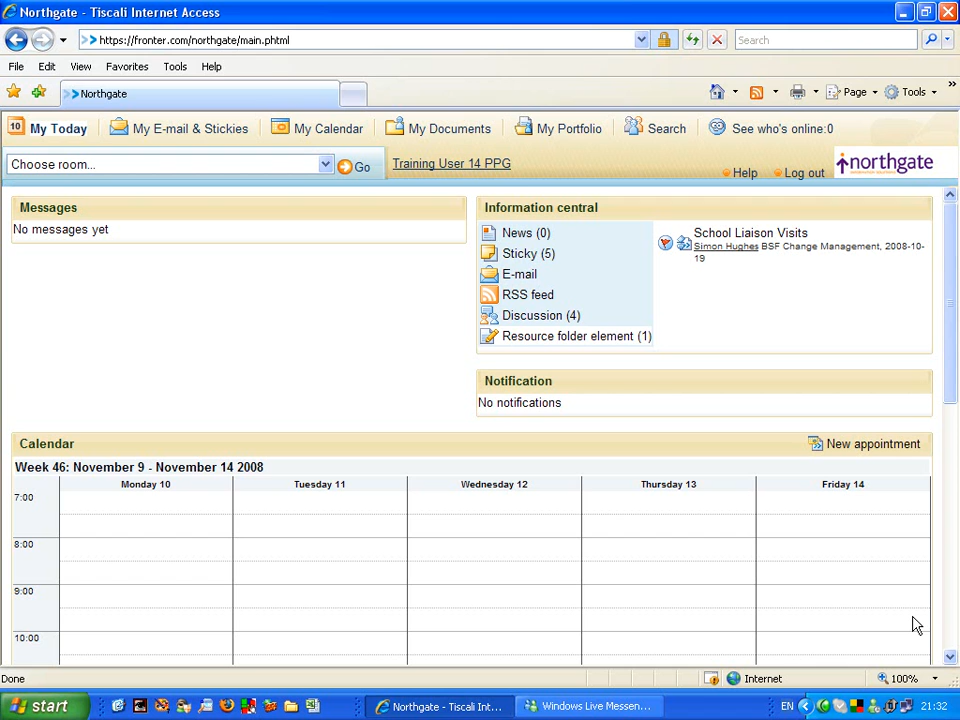 Northgate - Tiscali Internet Access
https://fronter.com/northgate/main.phtml
Search
File Edit View Favorites Tools Help
Northgate
Page Tools
10 My Today My E-mail & Stickies My Calendar My Documents My Portfolio Search See who's online:0
Choose room... Go Training User 14 PPG Help Log out northgate
Messages
No messages yet
Information central
News (0)
Sticky (5)
E-mail
RSS feed
Discussion (4)
Resource folder element (1)
School Liaison Visits
Simon Hughes BSF Change Management, 2008-10-
19
Notification
No notifications
Calendar New appointment
Week 46: November 9 - November 14 2008
Monday 10 Tuesday 11 Wednesday 12 Thursday 13 Friday 14
7:00
8:00
9:00
10:00
Done Internet 100%
start Northgate - Tiscali Int... Windows Live Messen... EN 21:32